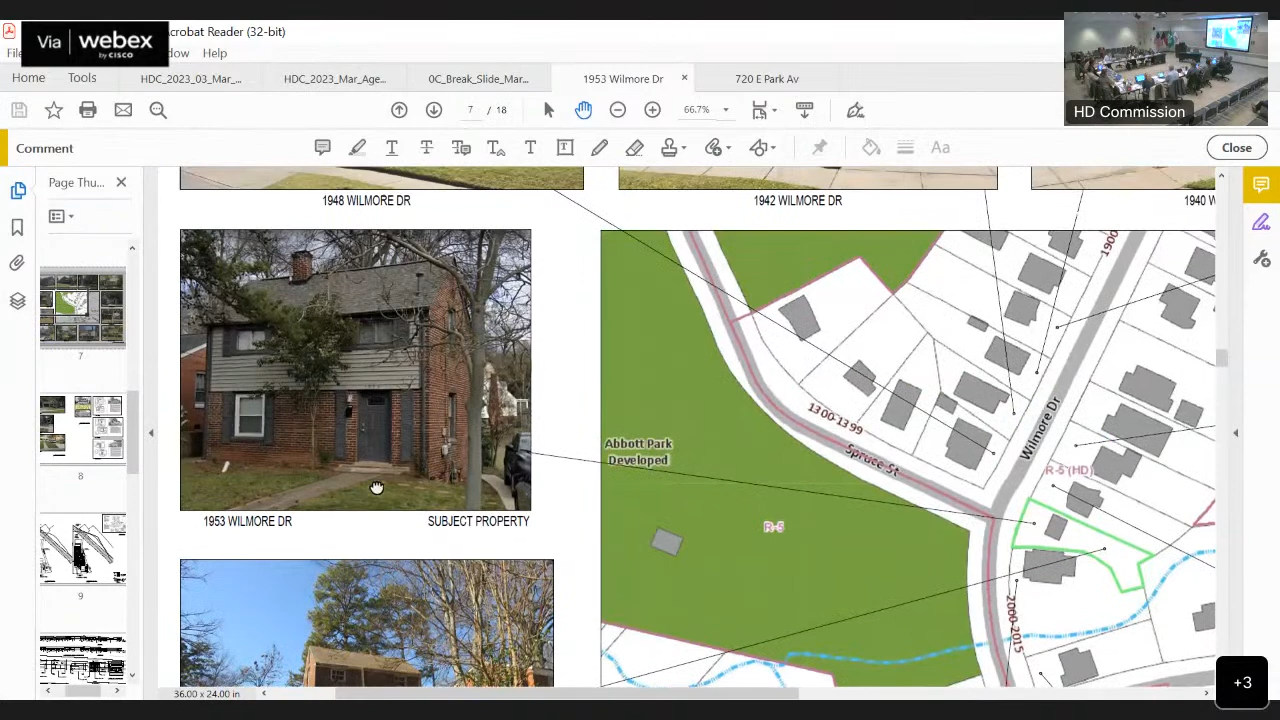 Via webex
by CISCO
Acrobat Reader (32-bit)
Help
Home Tools HDC_2023_03_Mar_... HDC_2023_Mar_Age... 0C_Break_Slide_Mar... 1953 Wilmore Dr × 720 E Park Av
7 / 18 66.7%
HD Commission
Comment
Aa
Close
Page Thu...
1948 WILMORE DR 1942 WILMORE DR 1940 W
7
8
9
1900
1300-1399
Spruce St
Wilmore Dr
R-5 (HD)
Abbott Park
Developed
R-5
2000-2015
1953 WILMORE DR SUBJECT PROPERTY
36.00 x 24.00 in
+3